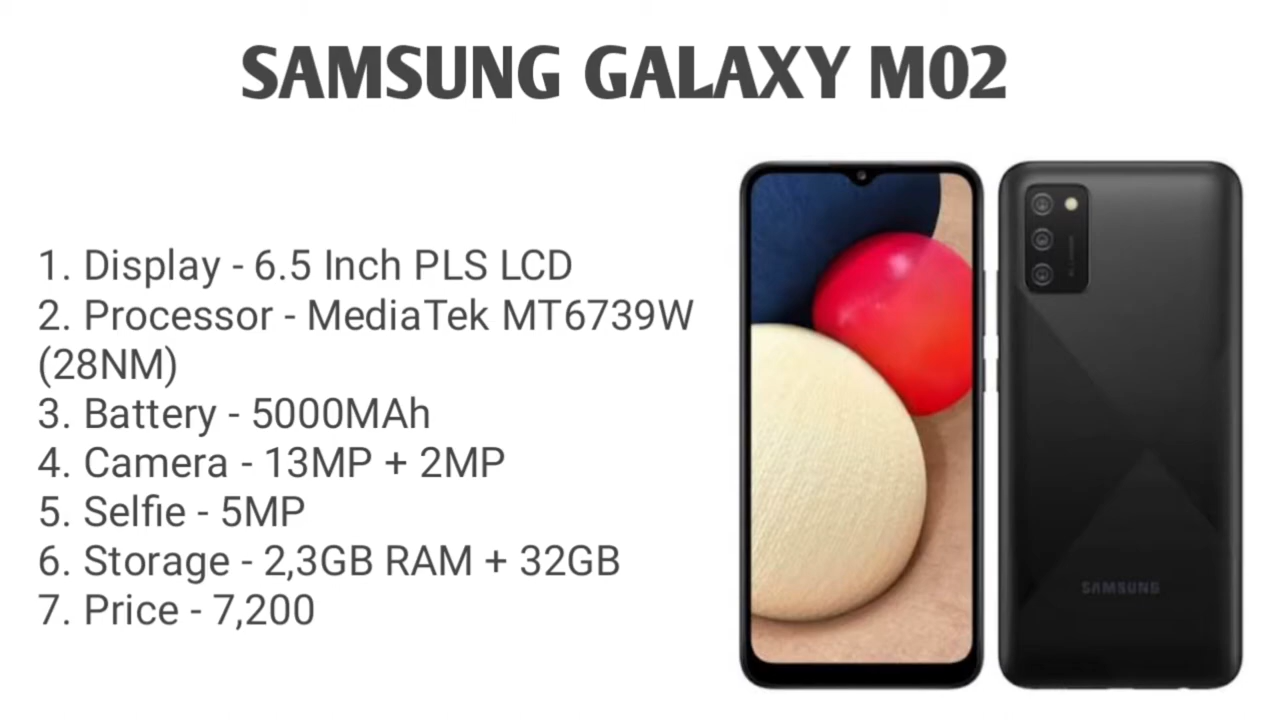 SAMSUNG GALAXY M02
1. Display - 6.5 Inch PLS LCD
2. Processor - MediaTek MT6739W
(28NM)
3. Battery - 5000MAh
4. Camera - 13MP + 2MP
5. Selfie - 5MP
6. Storage - 2,3GB RAM + 32GB
7. Price - 7,200
SAMSUNG